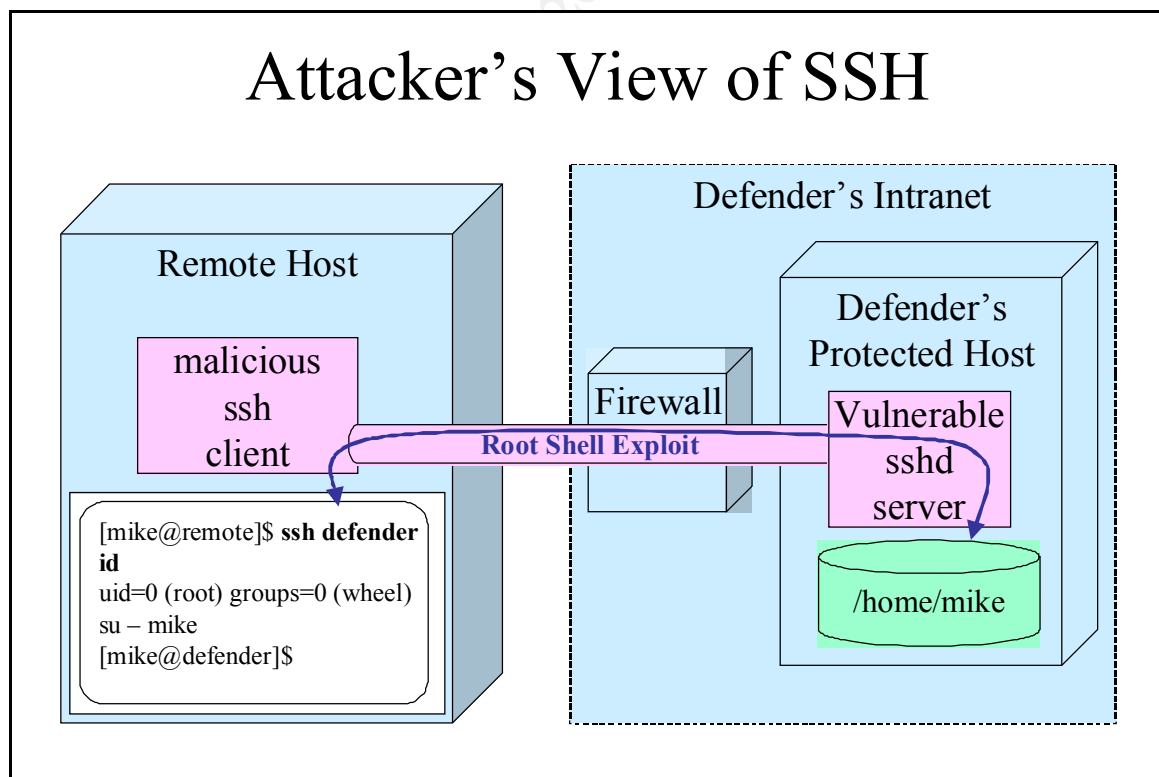 Attacker’s View of SSH
Remote Host
malicious
ssh
client
[mike@remote]$ ssh defender
id
uid=0 (root) groups=0 (wheel)
su – mike
[mike@defender]$
Root Shell Exploit
Defender’s Intranet
Firewall
Defender’s
Protected Host
Vulnerable
sshd
server
/home/mike